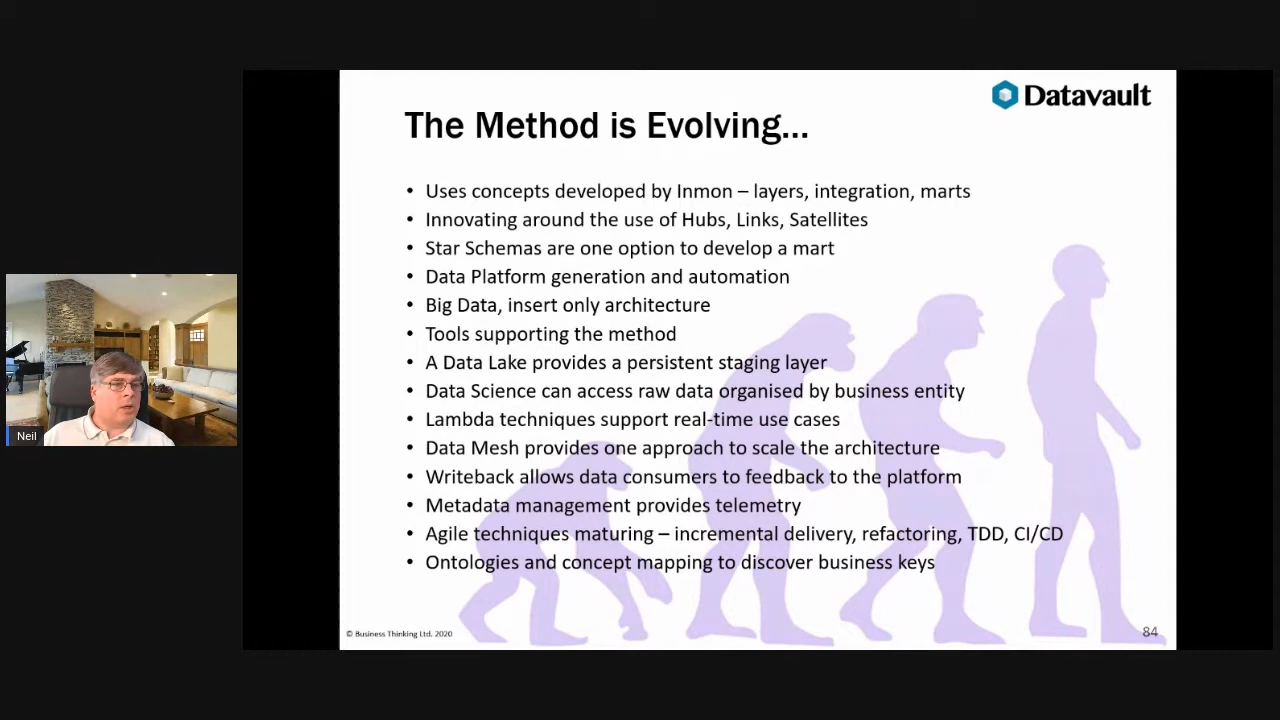 Datavault
The Method is Evolving...
• Uses concepts developed by Inmon – layers, integration, marts
• Innovating around the use of Hubs, Links, Satellites
• Star Schemas are one option to develop a mart
• Data Platform generation and automation
• Big Data, insert only architecture
• Tools supporting the method
• A Data Lake provides a persistent staging layer
• Data Science can access raw data organised by business entity
• Lambda techniques support real-time use cases
• Data Mesh provides one approach to scale the architecture
• Writeback allows data consumers to feedback to the platform
• Metadata management provides telemetry
• Agile techniques maturing – incremental delivery, refactoring, TDD, CI/CD
• Ontologies and concept mapping to discover business keys
© Business Thinking Ltd. 2020
84
Neil